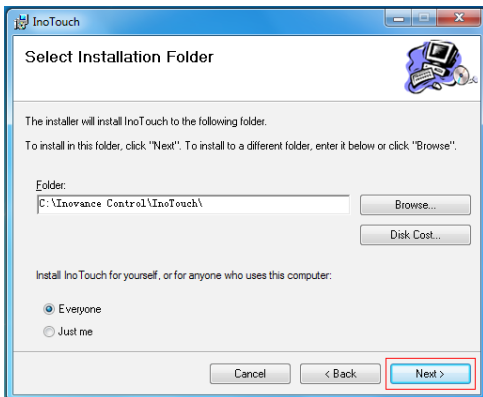 InoTouch
Select Installation Folder
The installer will install InoTouch to the following folder.
To install in this folder, click "Next". To install to a different folder, enter it below or click "Browse".
Folder:
C:\Inovance Control\InoTouch\
Browse...
Disk Cost...
Install InoTouch for yourself, or for anyone who uses this computer:
Everyone
Just me
Cancel
< Back
Next >